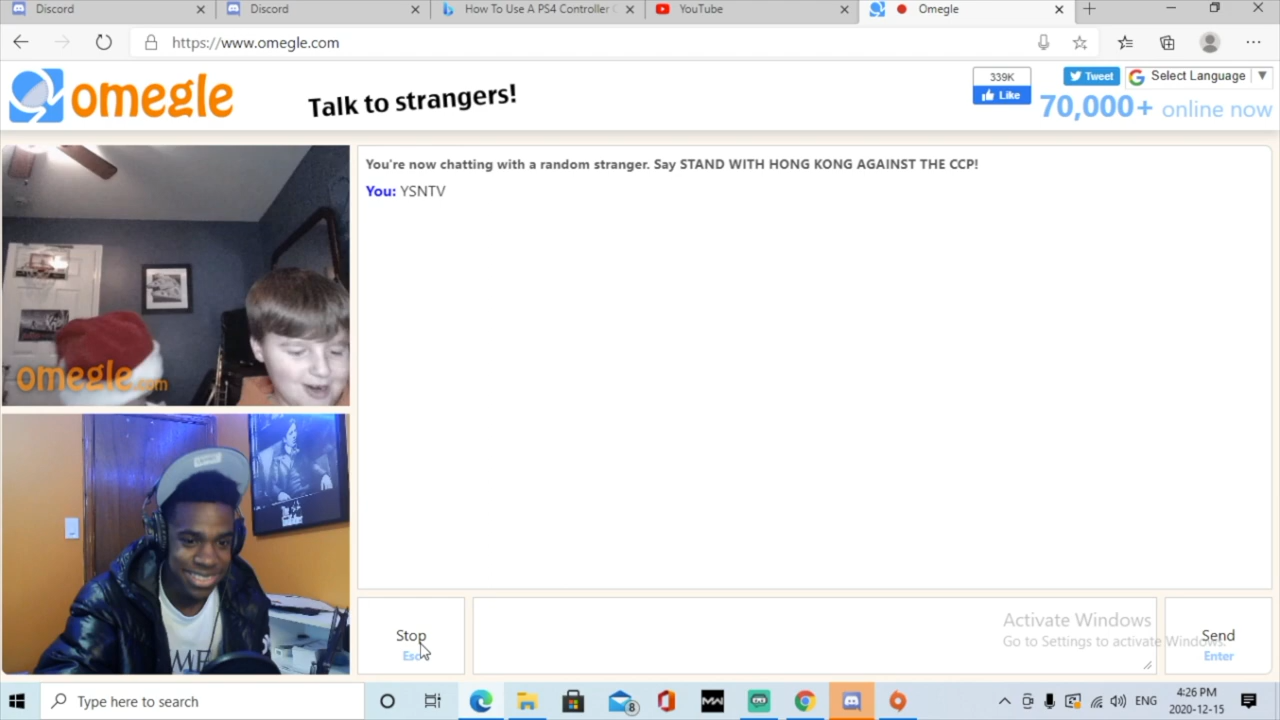 Discord
Discord
How To Use A PS4 Controller
YouTube
Omegle
https://www.omegle.com
omegle
Talk to strangers!
339K
Like
Tweet
Select Language
70,000+ online now
You're now chatting with a random stranger. Say STAND WITH HONG KONG AGAINST THE CCP!
You: YSNTV
omegle.com
The
Stop
Esc
Activate Windows
Go to Settings to activate Windows.
Send
Enter
Type here to search
8
MW
ENG
4:26 PM
2020-12-15